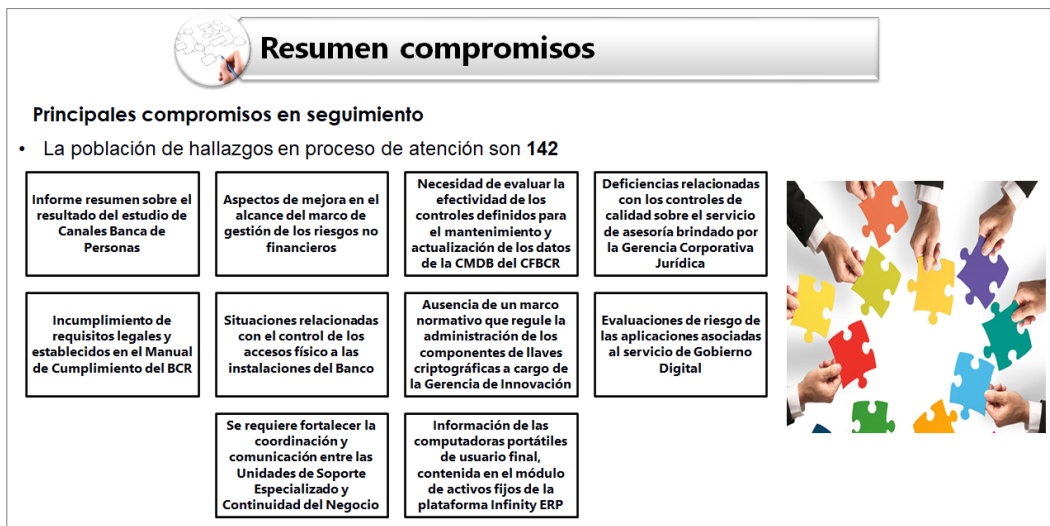 Resumen compromisos
Principales compromisos en seguimiento
• La población de hallazgos en proceso de atención son 142
Informe resumen sobre el
resultado del estudio de
Canales Banca de
Personas
Aspectos de mejora en el
alcance del marco de
gestión de los riesgos no
financieros
Necesidad de evaluar la
efectividad de los
controles definidos para
el mantenimiento y
actualización de los datos
de la CMDB del CFBCR
Deficiencias relacionadas
con los controles de
calidad sobre el servicio
de asesoría brindado por
la Gerencia Corporativa
Jurídica
Incumplimiento de
requisitos legales y
establecidos en el Manual
de Cumplimiento del BCR
Situaciones relacionadas
con el control de los
accesos físico a las
instalaciones del Banco
Ausencia de un marco
normativo que regule la
administración de los
componentes de llaves
criptográficas a cargo de
la Gerencia de Innovación
Evaluaciones de riesgo de
las aplicaciones asociadas
al servicio de Gobierno
Digital
Se requiere fortalecer la
coordinación y
comunicación entre las
Unidades de Soporte
Especializado y
Continuidad del Negocio
Información de las
computadoras portátiles
de usuario final,
contenida en el módulo
de activos fijos de la
plataforma Infinity ERP